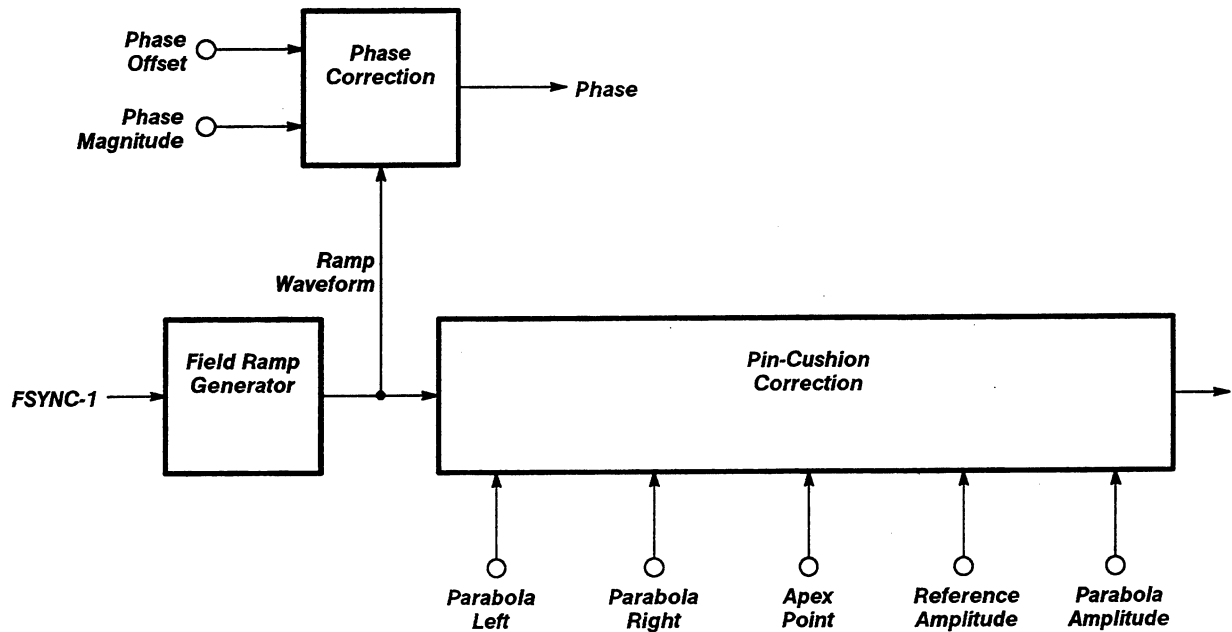 Phase
Offset
Phase
Correction
Phase
Phase
Magnitude
Ramp
Waveform
Field Ramp
Generator
Pin-Cushion
Correction
FSYNC-1
Parabola
Left
Parabola
Right
Apex
Point
Reference
Amplitude
Parabola
Amplitude